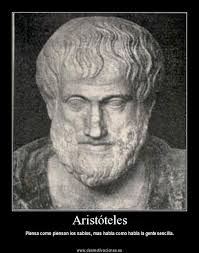 Aristóteles
Piensa como piensan los sabios, mas habla como habla la gente sencilla.
www.desmotivaciones.es